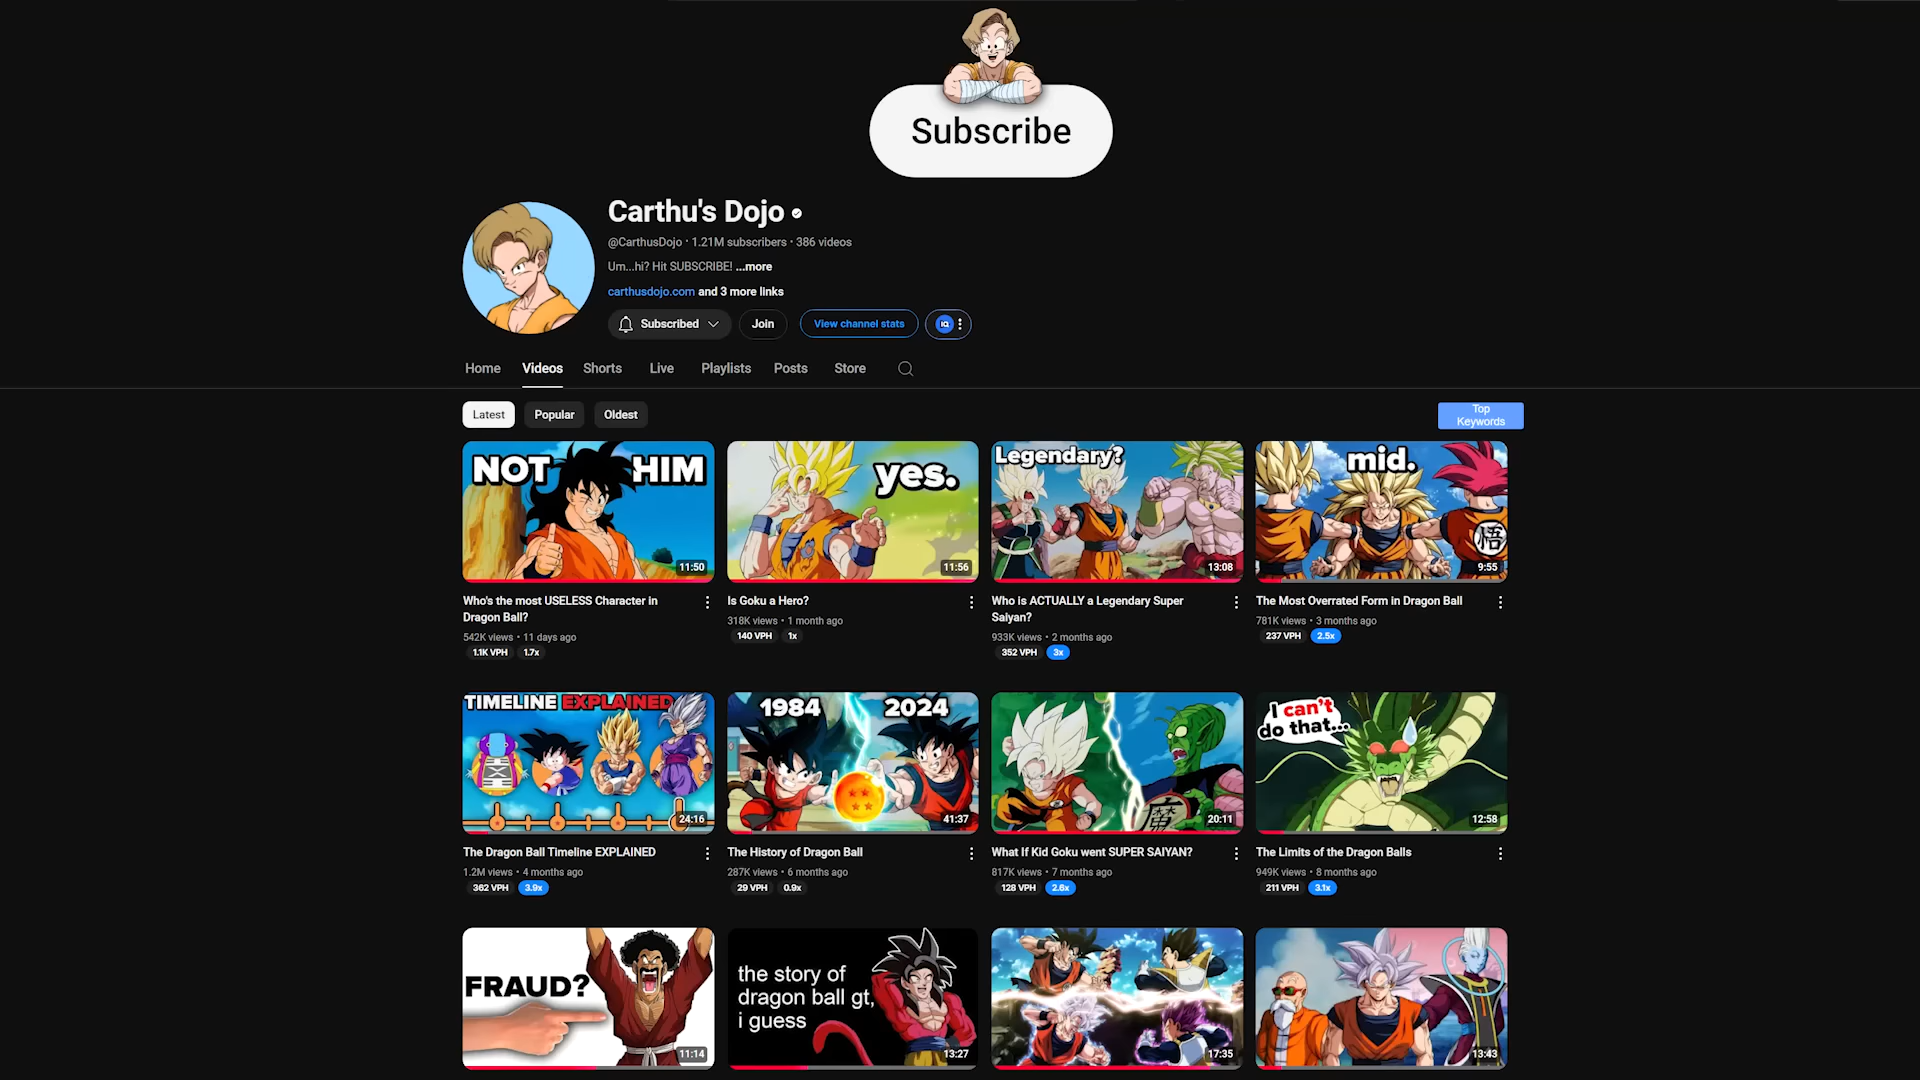 Subscribe
Carthu's Dojo
@CarthusDojo • 1.21M subscribers • 386 videos
Um...hi? Hit SUBSCRIBE! ...more
carthusdojo.com and 3 more links
Subscribed
Join
View channel stats
IQ
Home
Videos
Shorts
Live
Playlists
Posts
Store
Latest
Popular
Oldest
Top
Keywords
NOT HIM
11:50
yes.
11:56
Legendary?
13:08
mid.
悟
9:55
Who's the most USELESS Character in
Dragon Ball?
542K views • 11 days ago
1.1K VPH 1.7x
Is Goku a Hero?
318K views • 1 month ago
140 VPH 1x
Who is ACTUALLY a Legendary Super
Saiyan?
933K views • 2 months ago
352 VPH 3x
The Most Overrated Form in Dragon Ball
781K views • 3 months ago
237 VPH 2.5x
TIMELINE EXPLAINED
24:16
1984 2024
41:37
魔
20:11
I can't
do that...
12:58
The Dragon Ball Timeline EXPLAINED
1.2M views • 4 months ago
362 VPH 3.9x
The History of Dragon Ball
287K views • 6 months ago
29 VPH 0.9x
What If Kid Goku went SUPER SAIYAN?
817K views • 7 months ago
128 VPH 2.6x
The Limits of the Dragon Balls
949K views • 8 months ago
211 VPH 3.1x
FRAUD?
11:14
the story of
dragon ball gt,
i guess
13:27
17:35
13:43